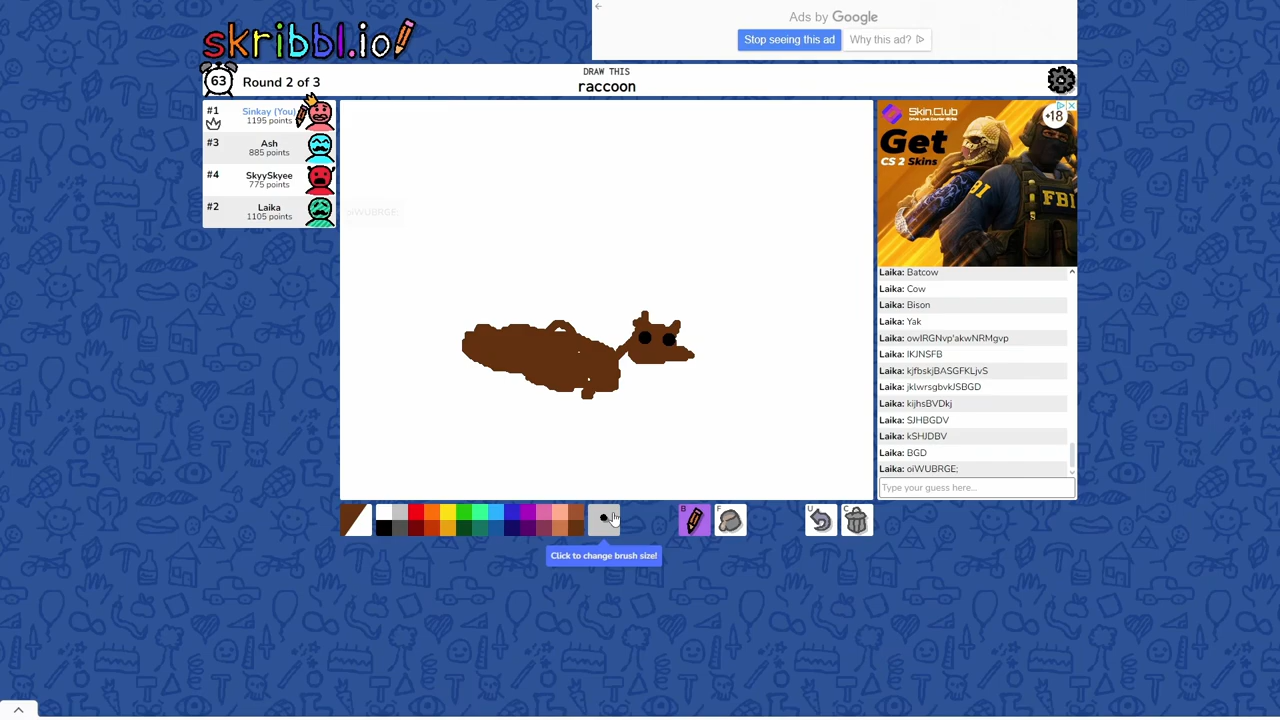 skribbl.io
Ads by Google
Stop seeing this ad
Why this ad?
63
Round 2 of 3
DRAW THIS
raccoon
#1
Sinkay (You)
1195 points
#3
Ash
885 points
#4
SkyySkyee
775 points
#2
Laika
1105 points
oiWUBRGE;
Skin.Club
+18
Get
CS 2 Skins
FBI
Laika: Batcow
Laika: Cow
Laika: Bison
Laika: Yak
Laika: owIRGNvp'akwNRMgvp
Laika: IKJNSFB
Laika: kjfbskjBASGFKLjvS
Laika: jklwrsgbvkJSBGD
Laika: kijhsBVDkj
Laika: SJHBGDV
Laika: kSHJDBV
Laika: BGD
Laika: oiWUBRGE;
Type your guess here...
B
F
U
C
Click to change brush size!